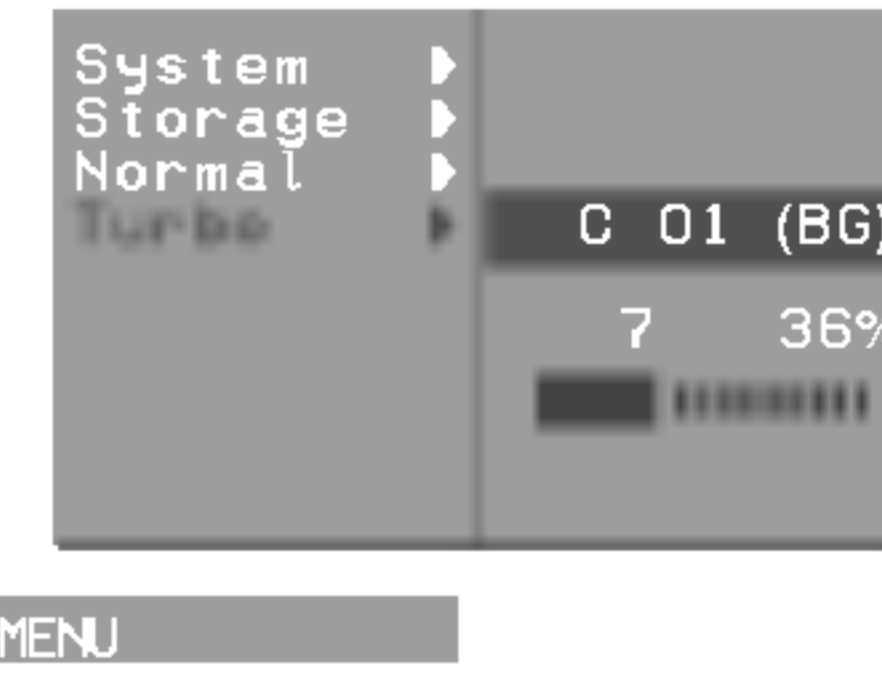 System
Storage
Normal
Turbo
C 01 (BG)
7 36%
MENU